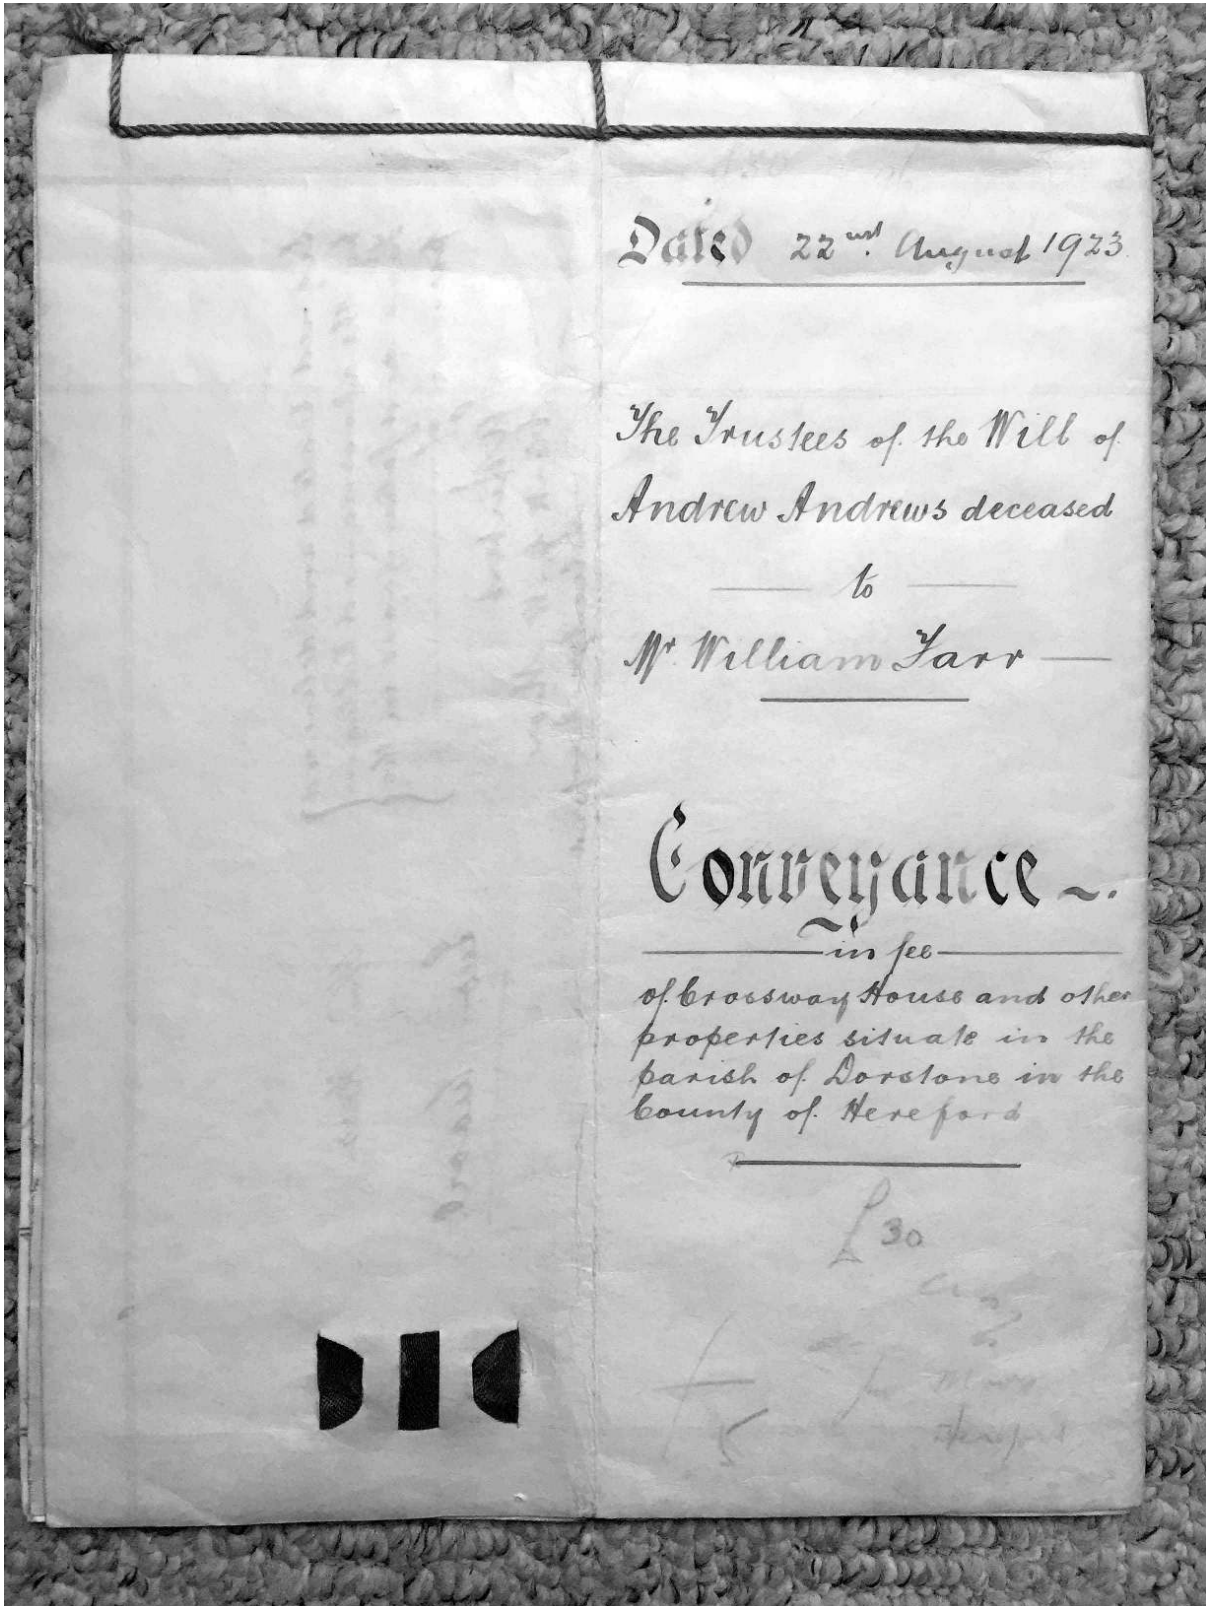 Dated 22nd August 1923
The Trustees of the Will of
Andrew Andrews deceased
to
Mr. William Farr
Conveyance
in fee
of Crossway House and other
properties situate in the
parish of Dorstone in the
County of Hereford
£30
Hereford